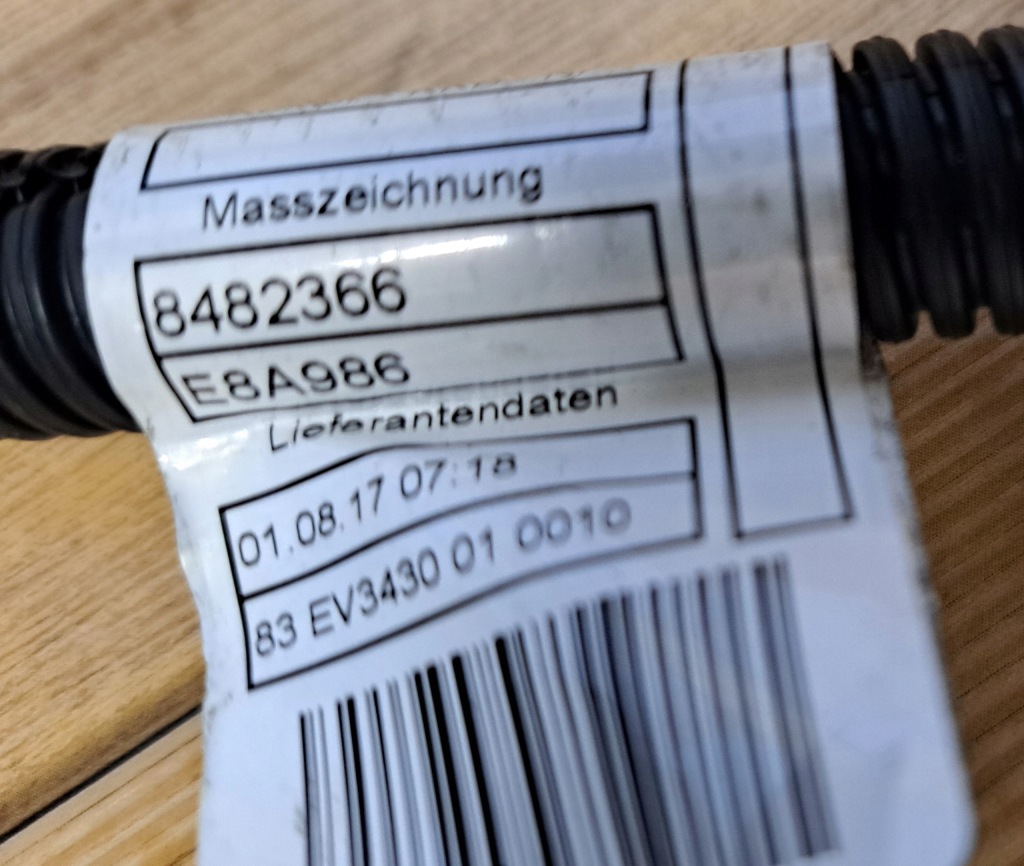 Masszeichnung
8482366
E8A986
Lieferantendaten
01.08.17 07:18
83 EV3430 01 0010